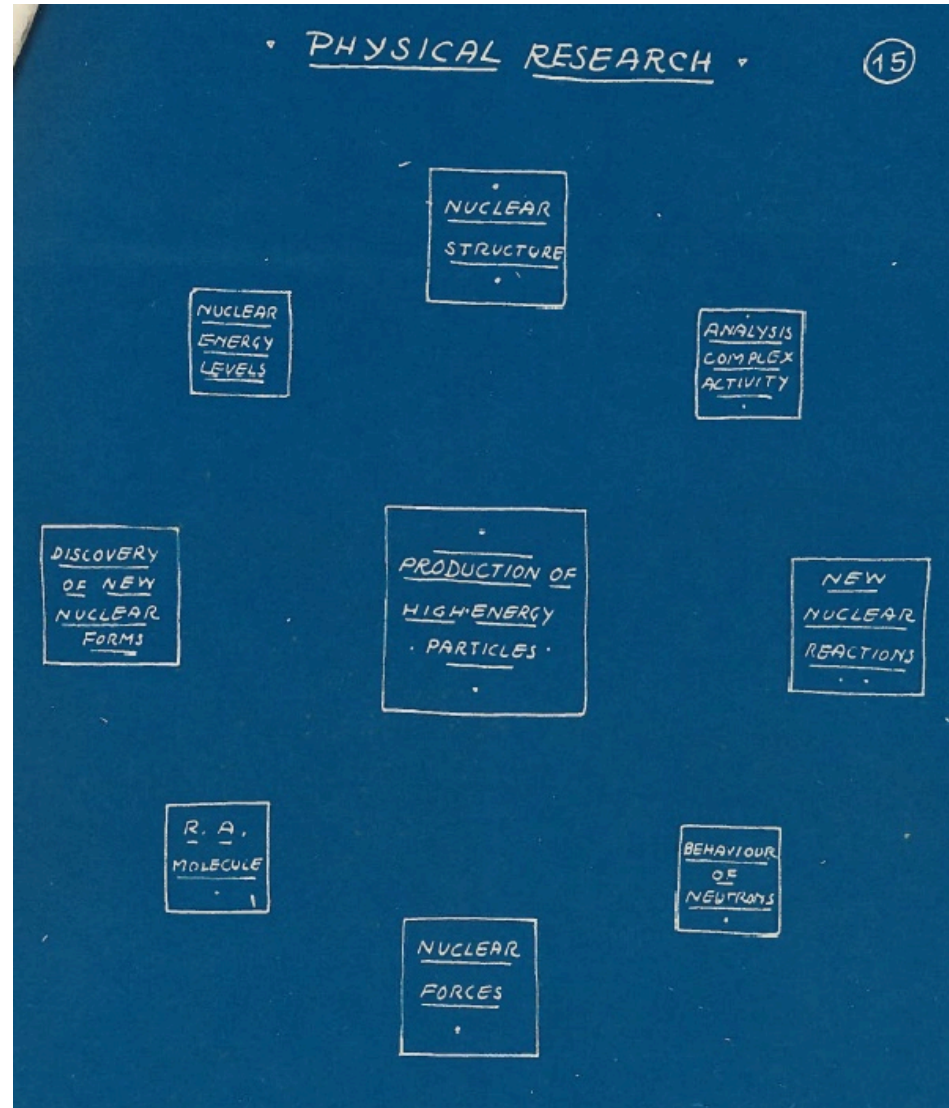 PHYSICAL RESEARCH
15
NUCLEAR
STRUCTURE
NUCLEAR
ENERGY
LEVELS
ANALYSIS
COMPLEX
ACTIVITY
DISCOVERY
OF NEW
NUCLEAR
FORMS
PRODUCTION OF
HIGH·ENERGY
· PARTICLES ·
NEW
NUCLEAR
REACTIONS
R. A.
MOLECULE
BEHAVIOUR
OF
NEUTRONS
NUCLEAR
FORCES